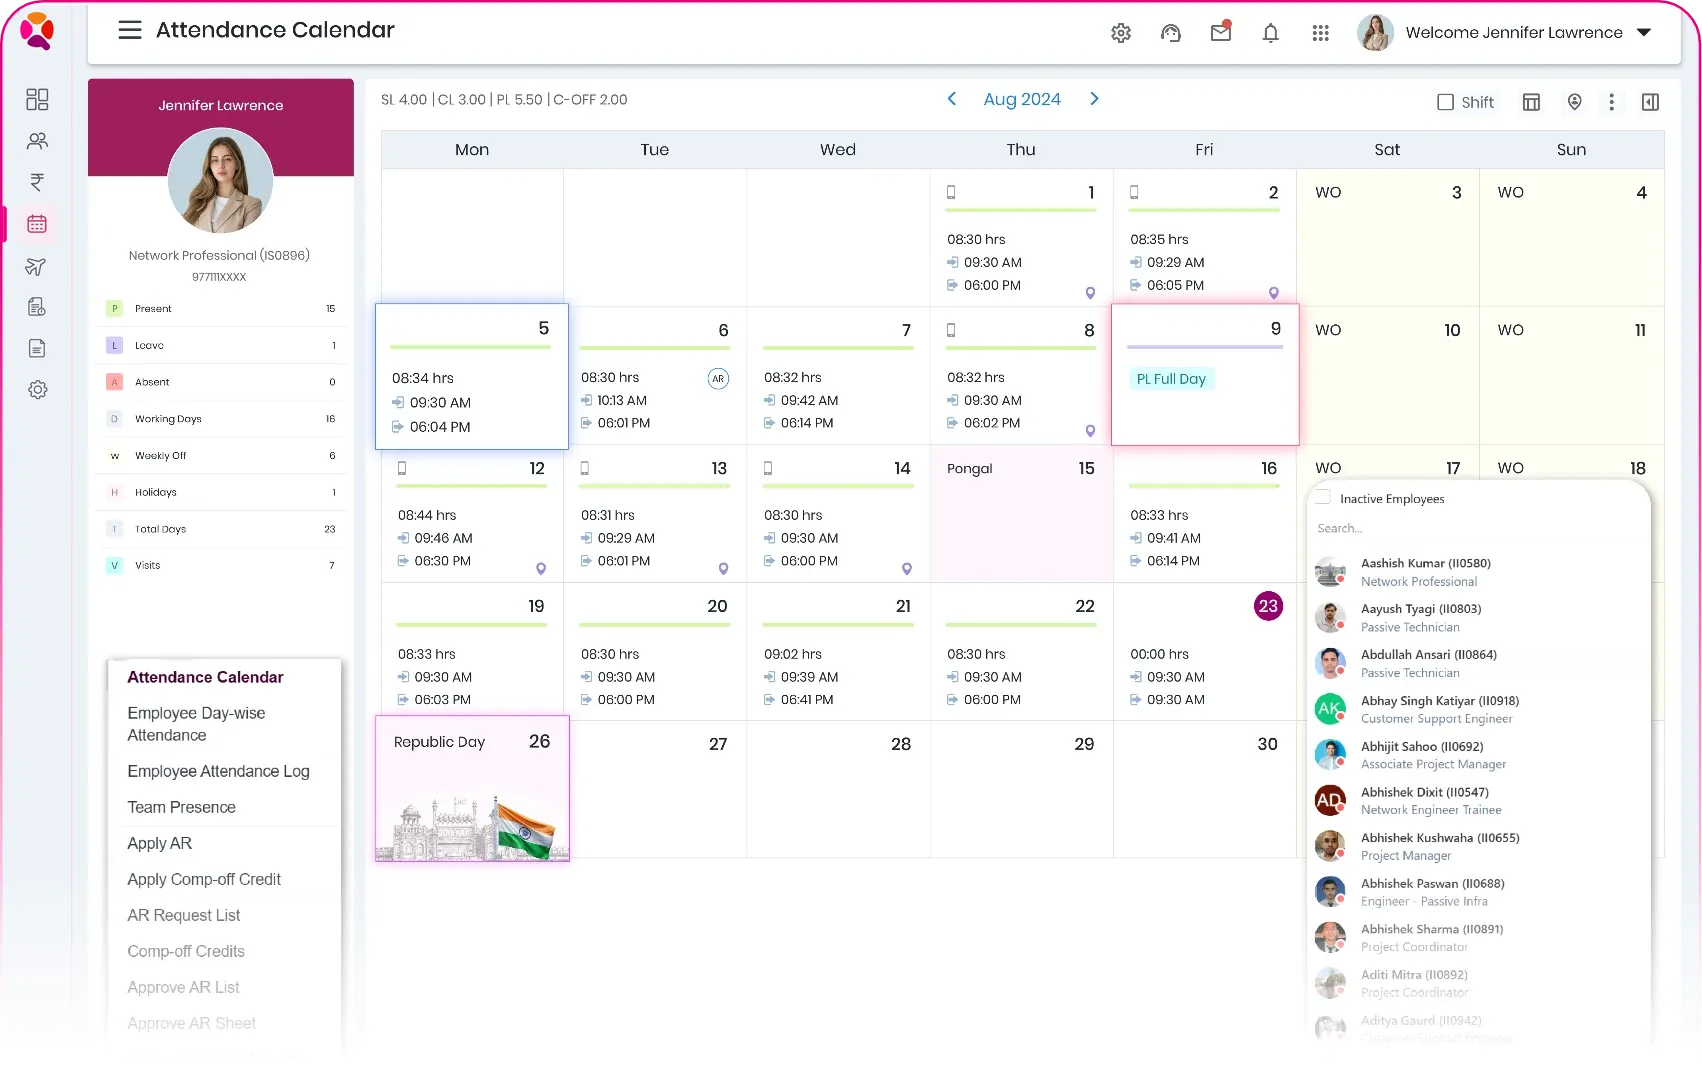 Attendance Calendar
Welcome Jennifer Lawrence
Jennifer Lawrence
Network Professional (IS0896)
977111XXXX
P Present 15
L Leave 1
A Absent 0
D Working Days 16
W Weekly Off 6
H Holidays 1
T Total Days 23
V Visits 7
Attendance Calendar
Employee Day-wise
Attendance
Employee Attendance Log
Team Presence
Apply AR
Apply Comp-off Credit
AR Request List
Comp-off Credits
Approve AR List
Approve AR Sheet
SL 4.00 | CL 3.00 | PL 5.50 | C-OFF 2.00
Aug 2024
Shift
Mon Tue Wed Thu Fri Sat Sun
1
08:30 hrs
09:30 AM
06:00 PM
2
08:35 hrs
09:29 AM
06:05 PM
WO 3
WO 4
5
08:34 hrs
09:30 AM
06:04 PM
6
08:30 hrs AR
10:13 AM
06:01 PM
7
08:32 hrs
09:42 AM
06:14 PM
8
08:32 hrs
09:30 AM
06:02 PM
9
PL Full Day
WO 10
WO 11
12
08:44 hrs
09:46 AM
06:30 PM
13
08:31 hrs
09:29 AM
06:01 PM
14
08:30 hrs
09:30 AM
06:00 PM
Pongal 15
16
08:33 hrs
09:41 AM
06:14 PM
WO 17
WO 18
19
08:33 hrs
09:30 AM
06:03 PM
20
08:30 hrs
09:30 AM
06:00 PM
21
09:02 hrs
09:39 AM
06:41 PM
22
08:30 hrs
09:30 AM
06:00 PM
23
00:00 hrs
09:30 AM
09:30 AM
Republic Day 26
27
28
29
30
Inactive Employees
Search...
Aashish Kumar (II0580)
Network Professional
Aayush Tyagi (II0803)
Passive Technician
Abdullah Ansari (II0864)
Passive Technician
AK Abhay Singh Katiyar (II0918)
Customer Support Engineer
Abhijit Sahoo (II0692)
Associate Project Manager
AD Abhishek Dixit (II0547)
Network Engineer Trainee
Abhishek Kushwaha (II0655)
Project Manager
Abhishek Paswan (II0688)
Engineer - Passive Infra
Abhishek Sharma (II0891)
Project Coordinator
Aditi Mitra (II0892)
Project Coordinator
Aditya Gaurd (II0942)
Customer Support Engineer